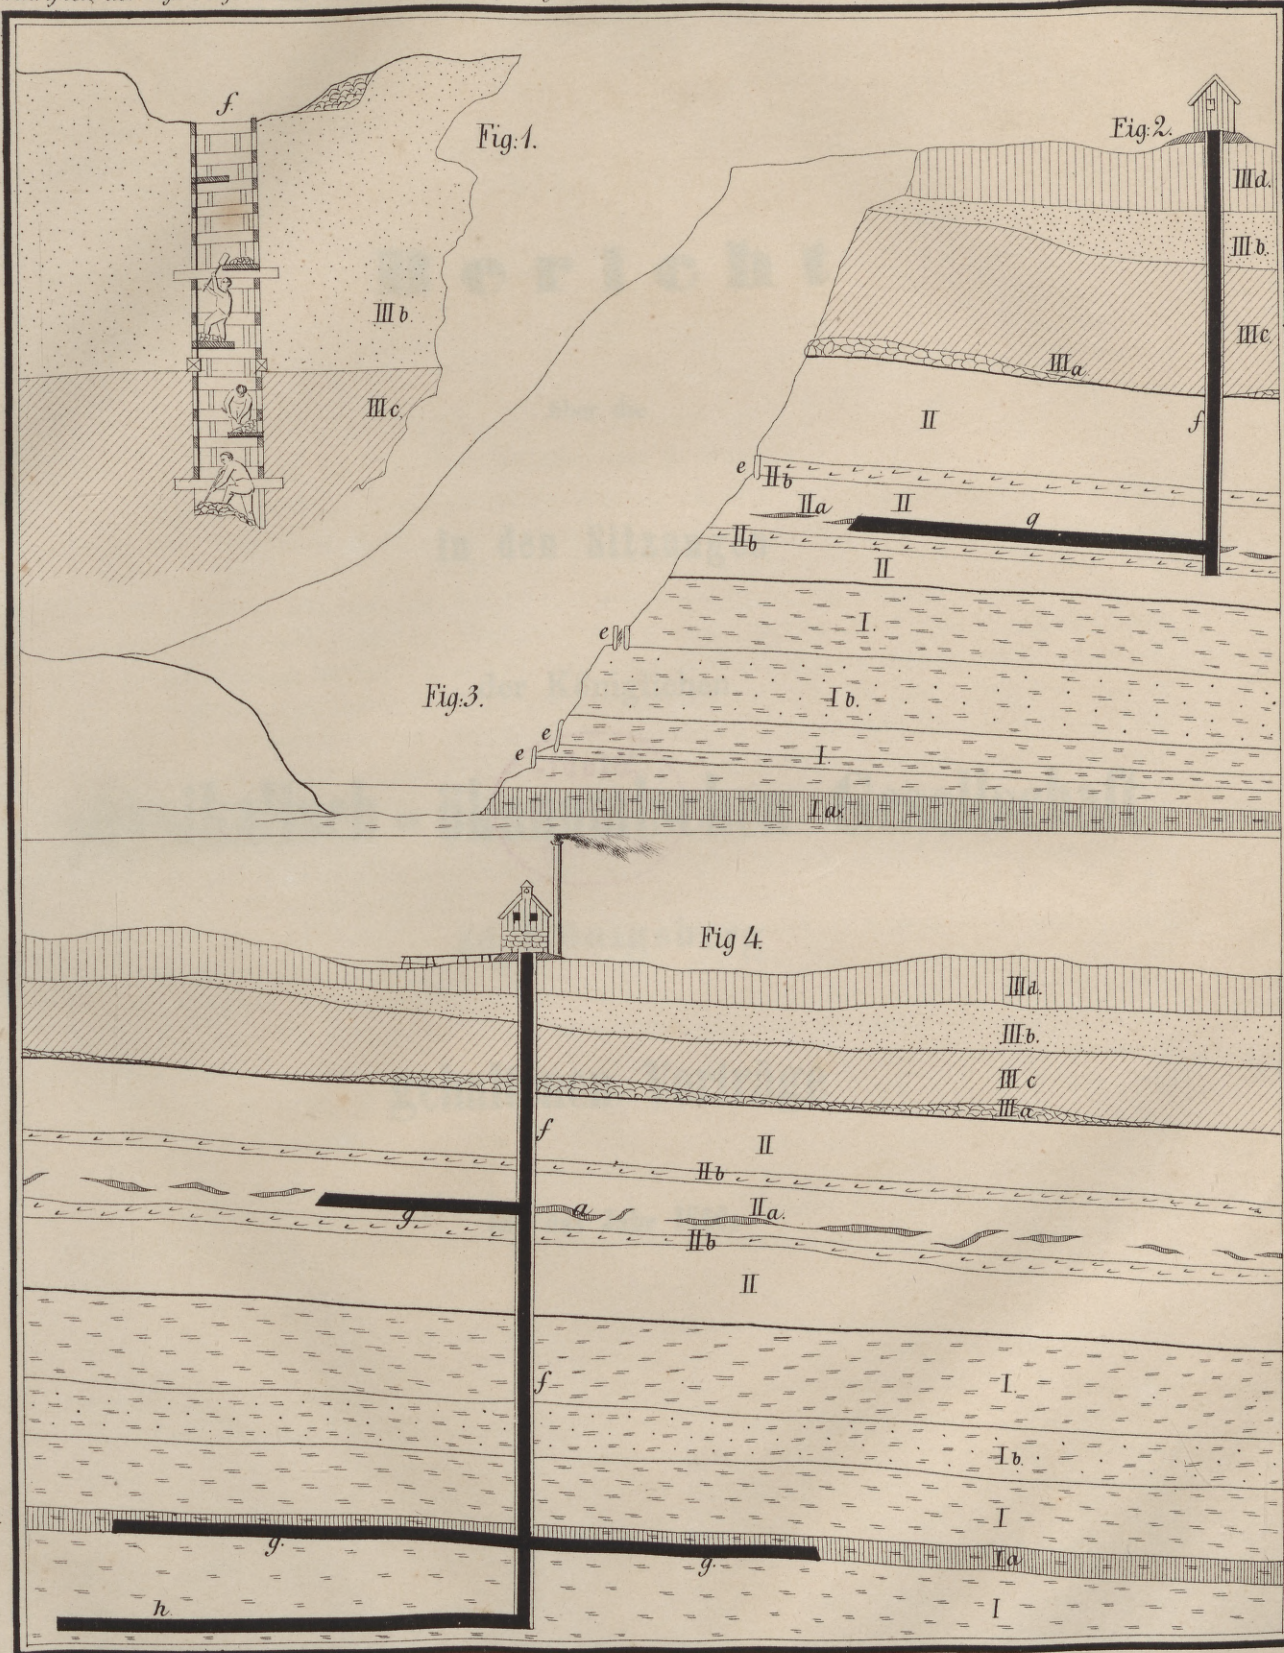 f.
Fig:1.
III b
III c.
Fig:2.
III d.
III b.
III c
III a
II
f
e
II b
II a
II
g
II b
II
I.
e
I b.
Fig:3.
e
e
I.
I a.
Fig 4.
III d.
III b.
III c
III a
f
II
II b
g
a
II a.
II b
II
f
I.
I b.
I
g.
g.
I a
h.
I